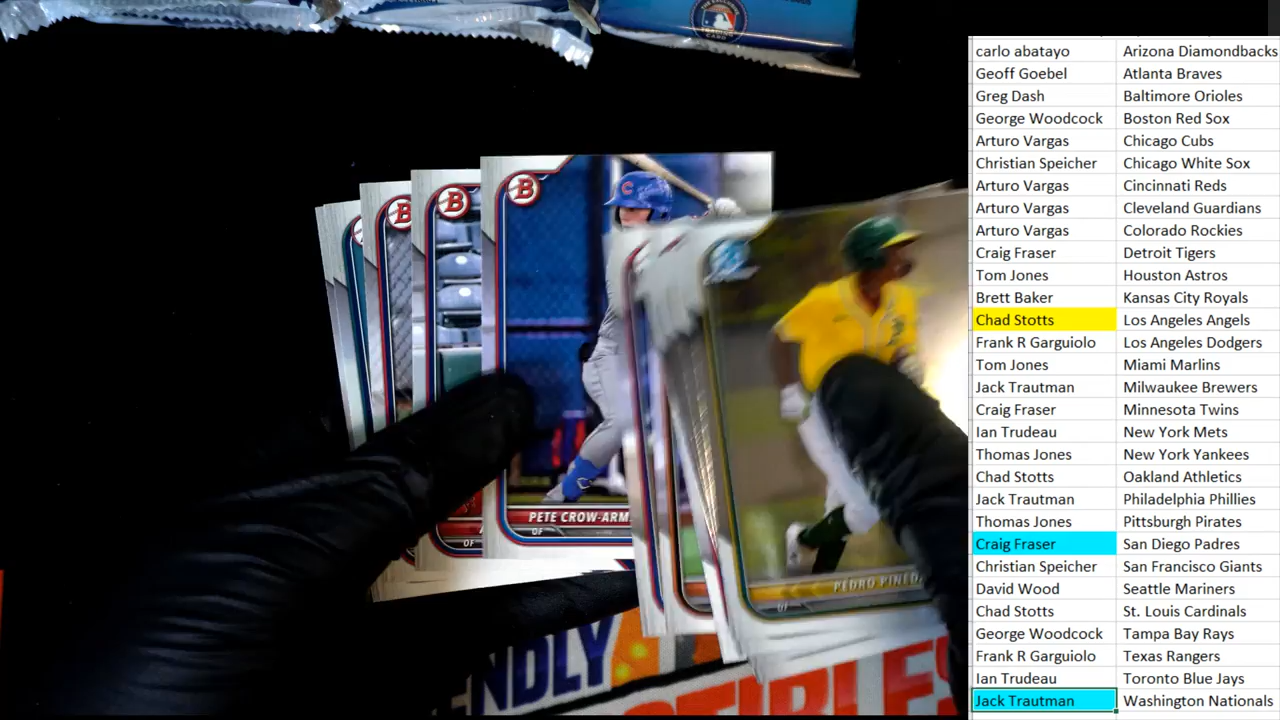 carlo abatayo Arizona Diamondbacks
Geoff Goebel Atlanta Braves
Greg Dash Baltimore Orioles
George Woodcock Boston Red Sox
Arturo Vargas Chicago Cubs
Christian Speicher Chicago White Sox
Arturo Vargas Cincinnati Reds
Arturo Vargas Cleveland Guardians
Arturo Vargas Colorado Rockies
Craig Fraser Detroit Tigers
Tom Jones Houston Astros
Brett Baker Kansas City Royals
Chad Stotts Los Angeles Angels
Frank R Garguiolo Los Angeles Dodgers
Tom Jones Miami Marlins
Jack Trautman Milwaukee Brewers
Craig Fraser Minnesota Twins
Ian Trudeau New York Mets
Thomas Jones New York Yankees
Chad Stotts Oakland Athletics
Jack Trautman Philadelphia Phillies
Thomas Jones Pittsburgh Pirates
Craig Fraser San Diego Padres
Christian Speicher San Francisco Giants
David Wood Seattle Mariners
Chad Stotts St. Louis Cardinals
George Woodcock Tampa Bay Rays
Frank R Garguiolo Texas Rangers
Ian Trudeau Toronto Blue Jays
Jack Trautman Washington Nationals
B
B
B
C
PETE CROW-ARM
OF
OF
PEDRO PINED
OF
NDLY